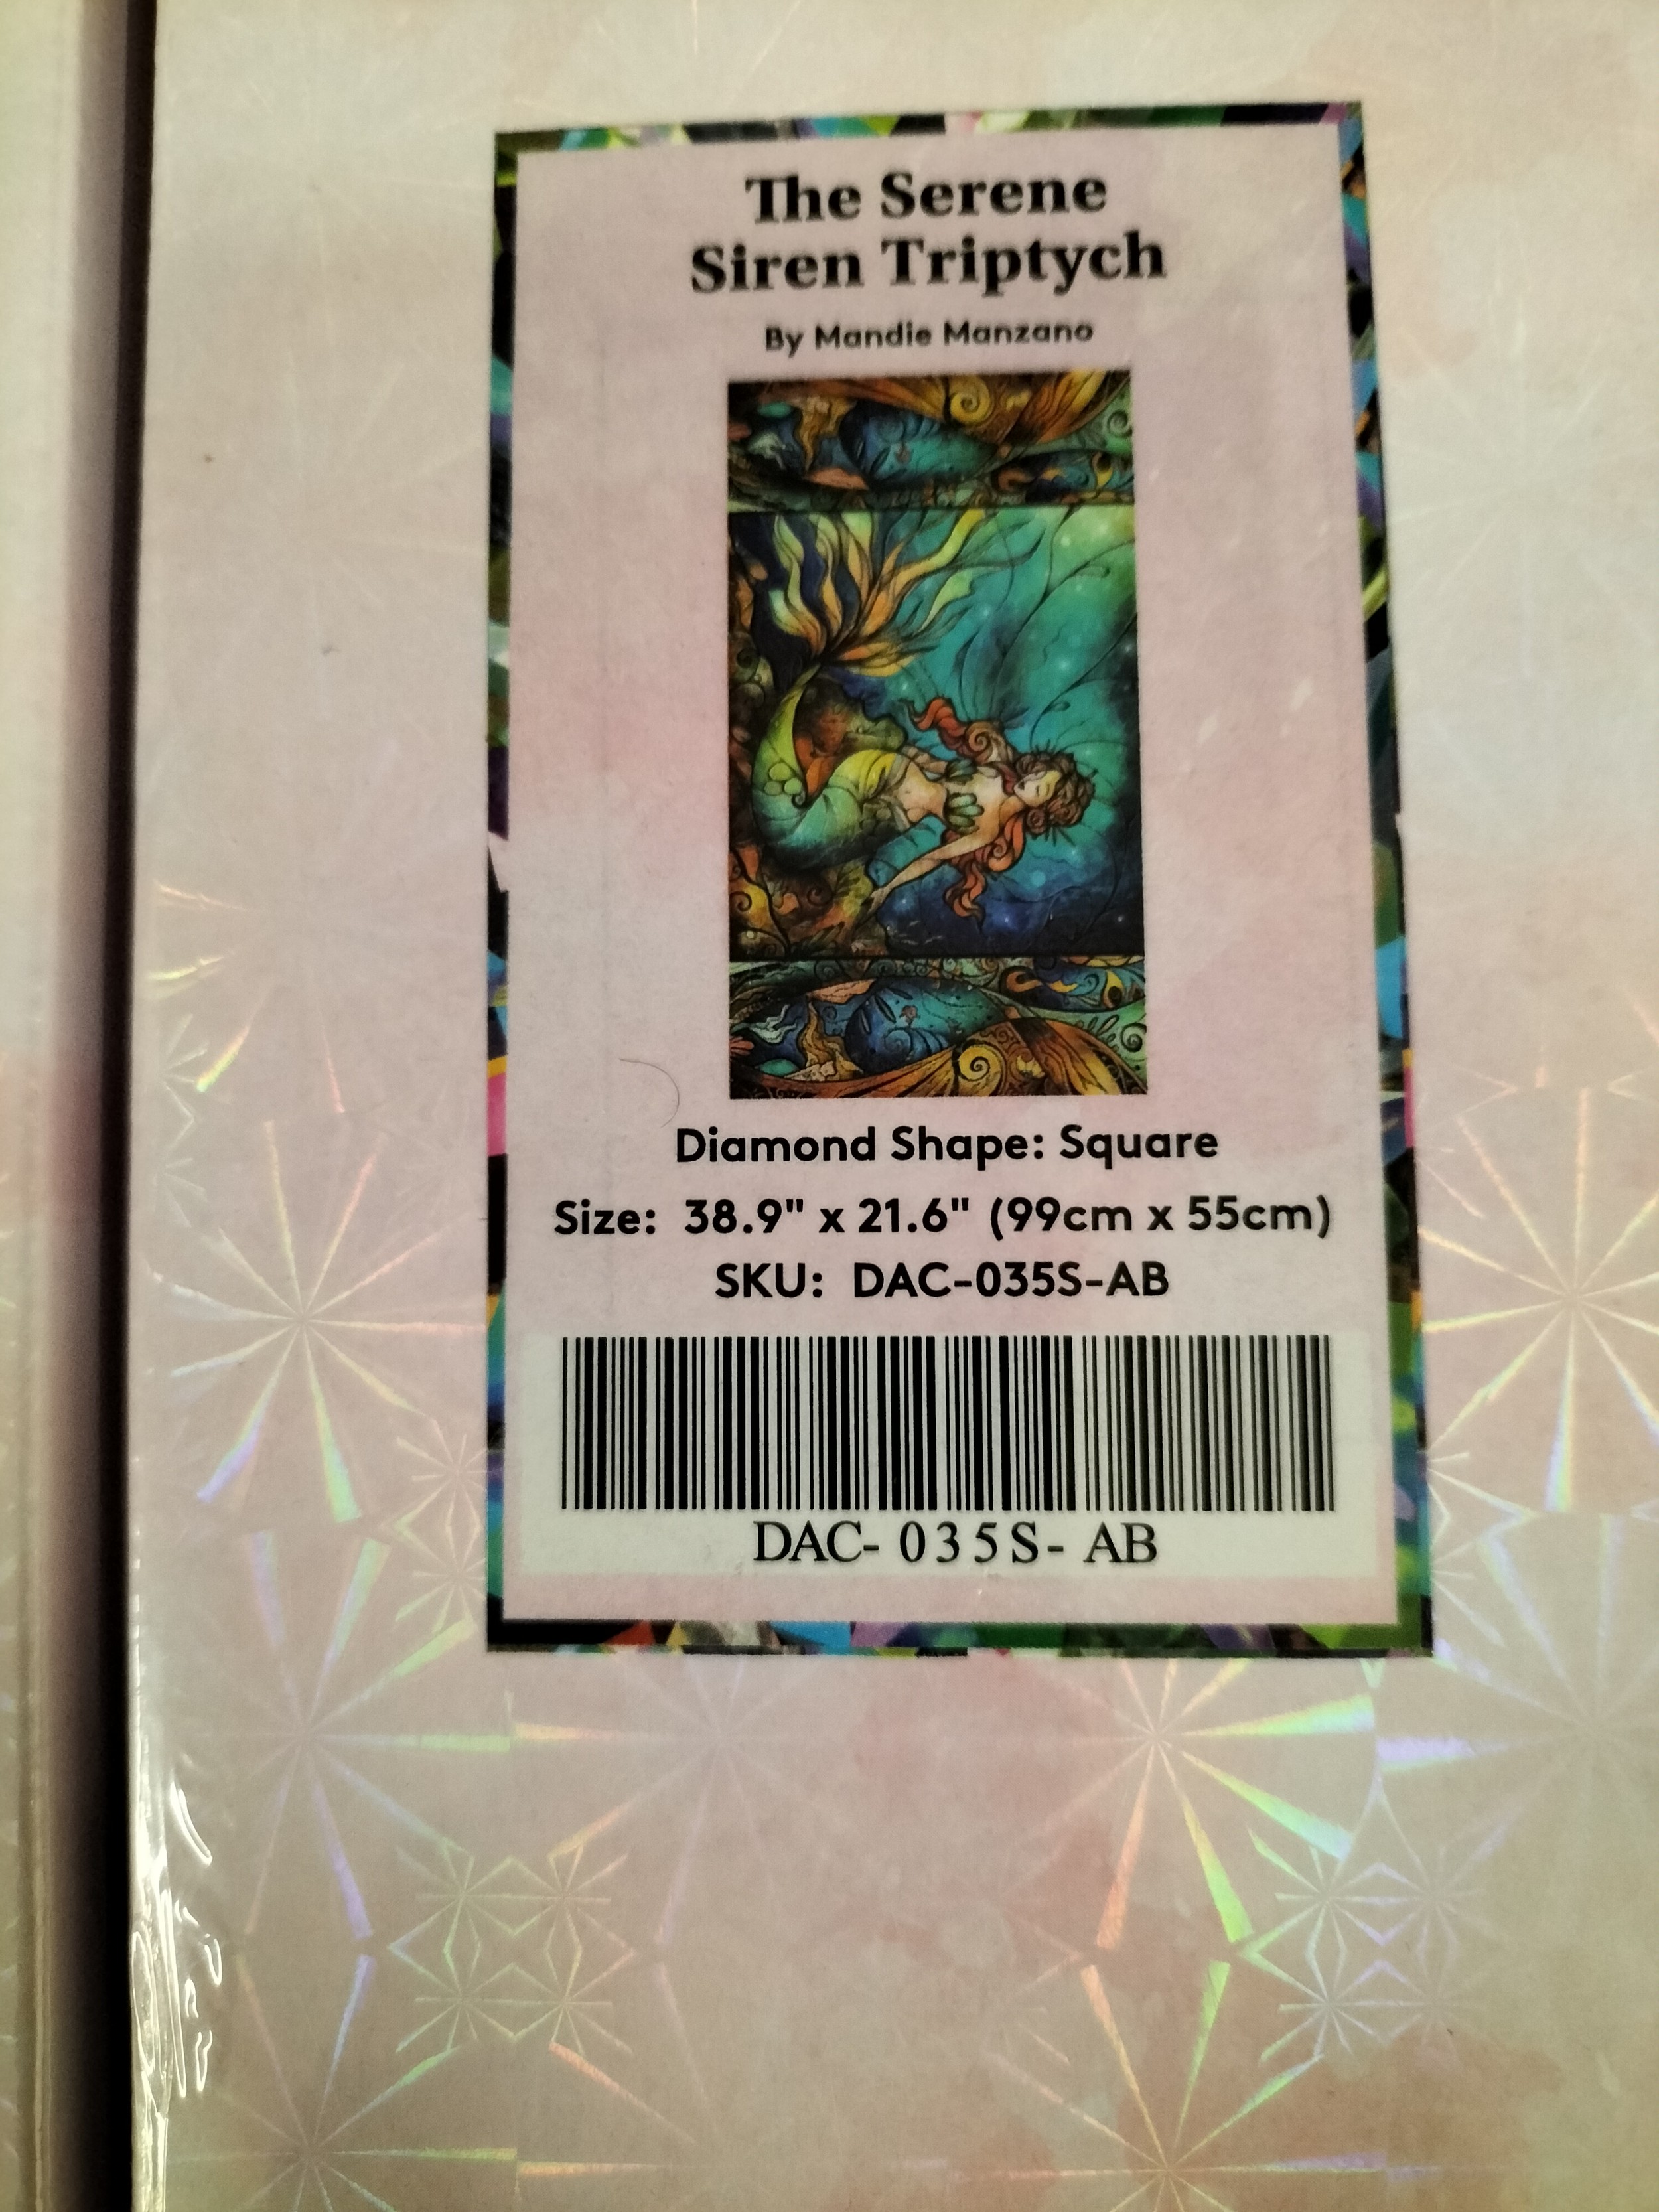 The Serene
Siren Triptych
By Mandie Manzano
Diamond Shape: Square
Size: 38.9" x 21.6" (99cm x 55cm)
SKU: DAC-035S-AB
DAC-035S-AB